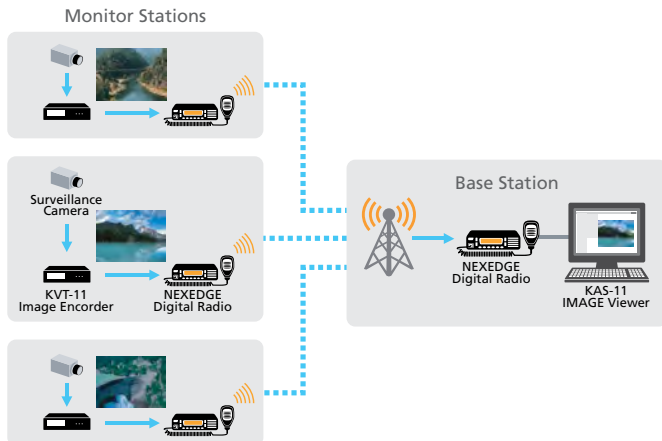 Monitor Stations
Surveillance
Camera
KVT-11
Image Encorder
NEXEDGE
Digital Radio
Base Station
NEXEDGE
Digital Radio
KAS-11
IMAGE Viewer